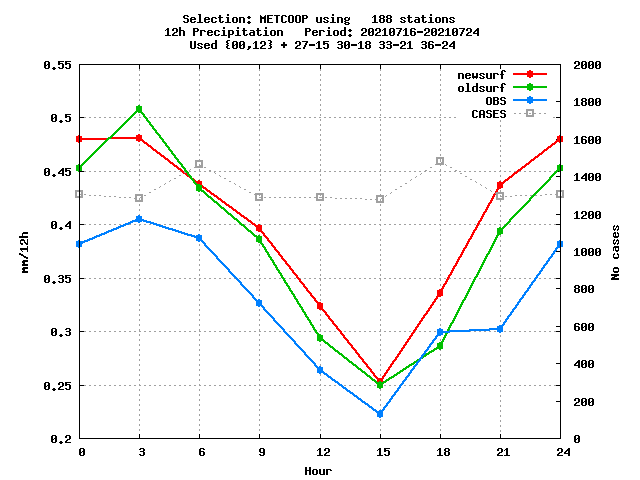 Selection: METCOOP using   188 stations
12h Precipitation   Period: 20210716-20210724
Used {00,12} + 27-15 30-18 33-21 36-24
0.55
0.5
0.45
0.4
0.35
0.3
0.25
0.2
mm/12h
newsurf
oldsurf
OBS
CASES
2000
1800
1600
1400
1200
1000
800
600
400
200
0
No cases
0 3 6 9 12 15 18 21 24
Hour